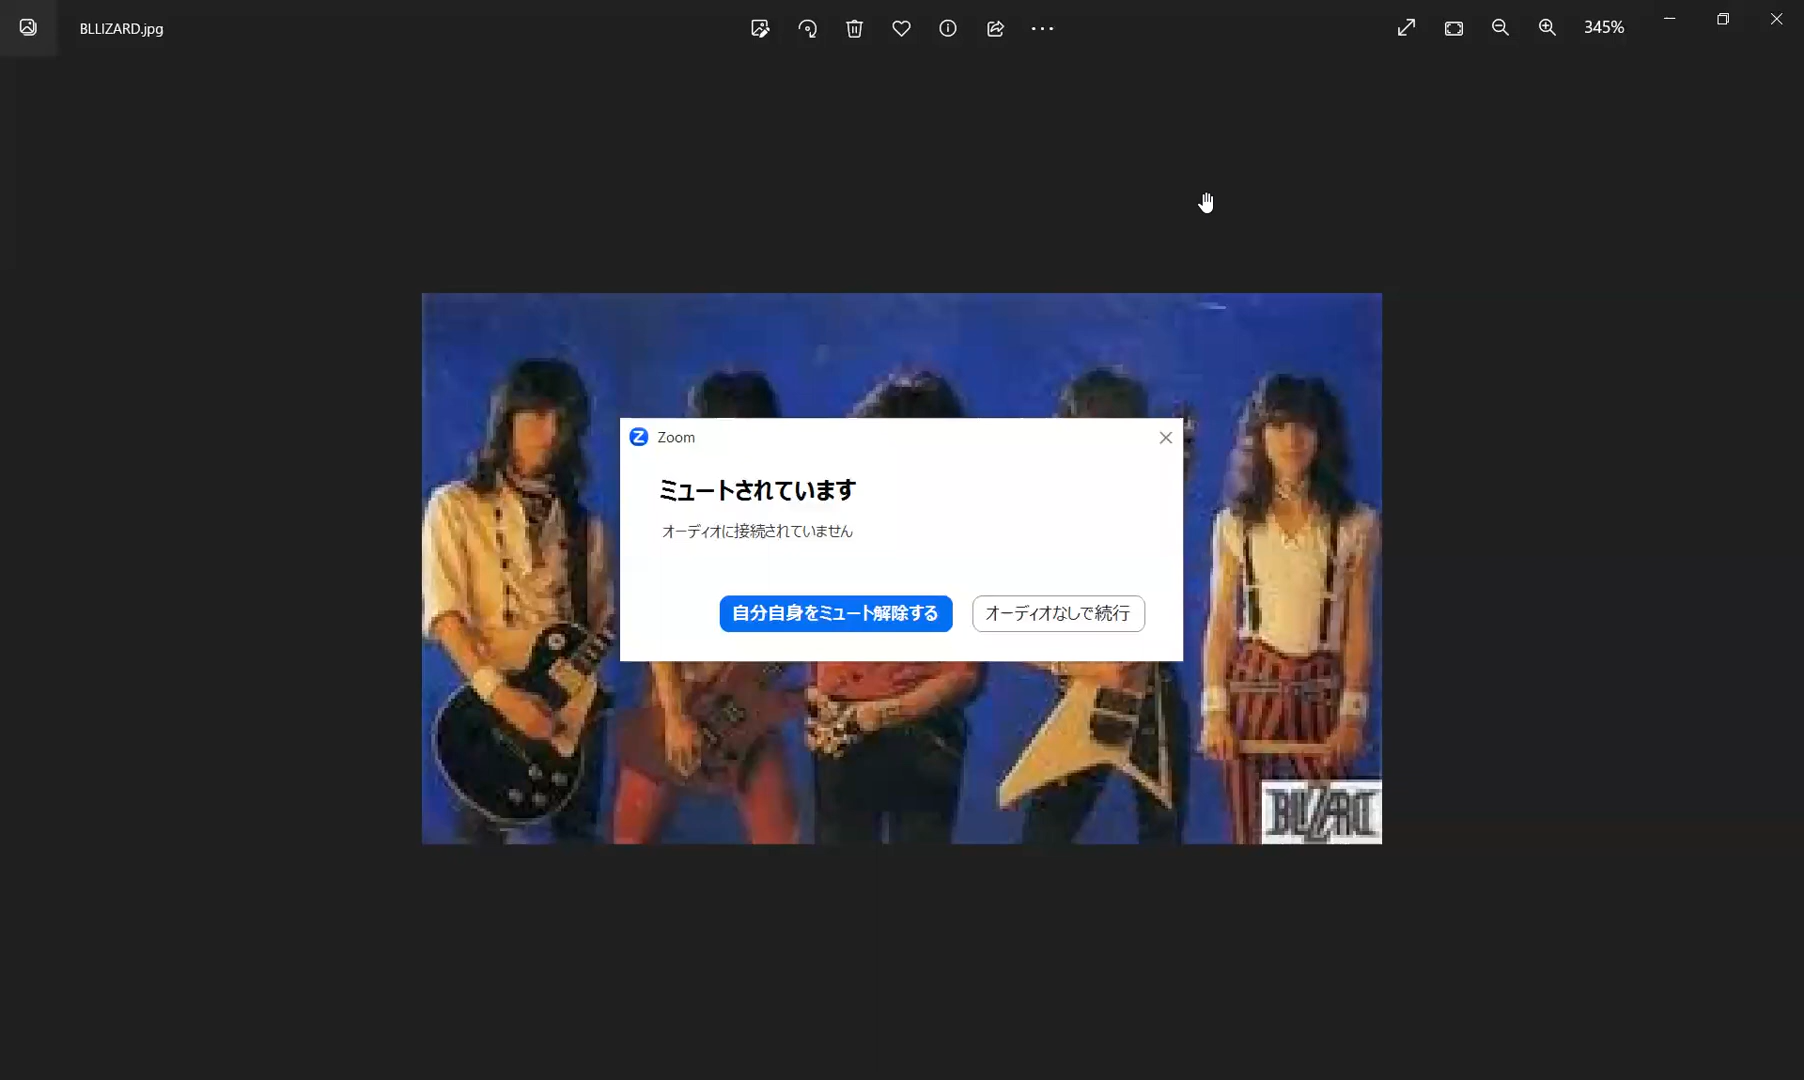 BLLIZARD.jpg
345%
Zoom
ミュートされています
オーディオに接続されていません
自分自身をミュート解除する
オーディオなしで続行
BLIZARD